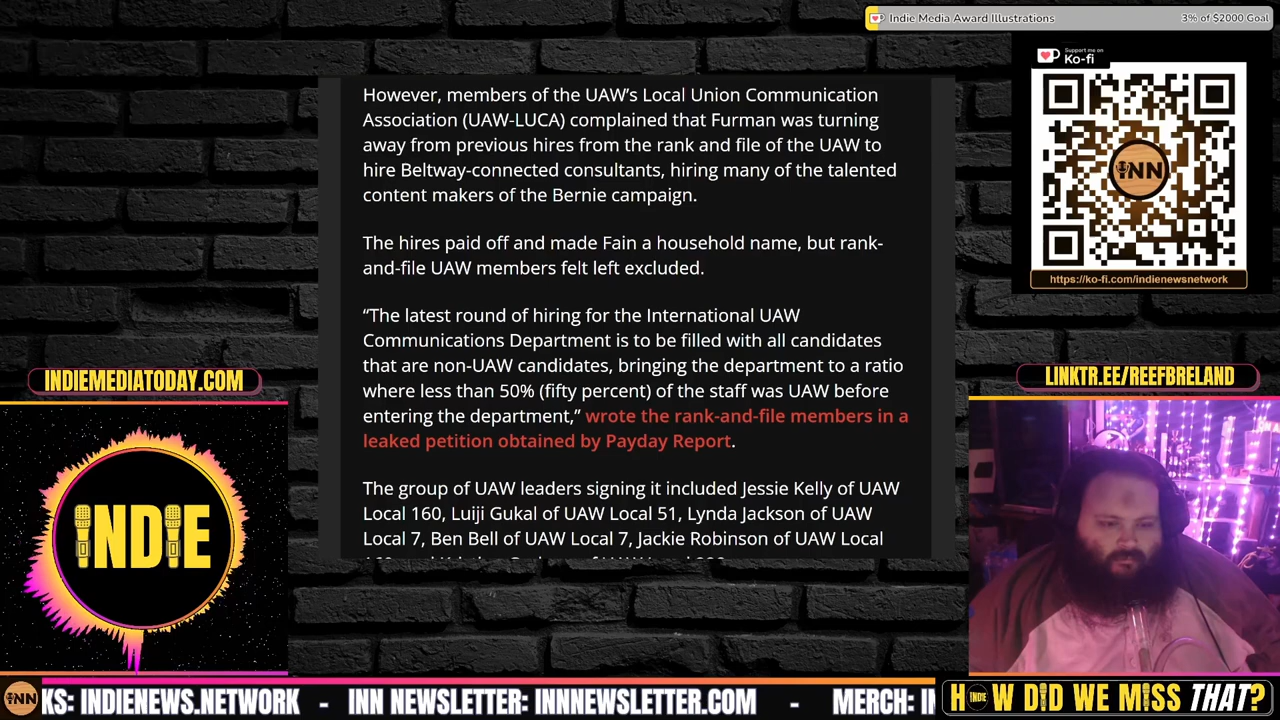 Indie Media Award Illustrations
3% of $2000 Goal
Support me on
Ko-fi
iNN
https://ko-fi.com/indienewsnetwork
However, members of the UAW’s Local Union Communication
Association (UAW-LUCA) complained that Furman was turning
away from previous hires from the rank and file of the UAW to
hire Beltway-connected consultants, hiring many of the talented
content makers of the Bernie campaign.
The hires paid off and made Fain a household name, but rank-
and-file UAW members felt left excluded.
“The latest round of hiring for the International UAW
Communications Department is to be filled with all candidates
that are non-UAW candidates, bringing the department to a ratio
where less than 50% (fifty percent) of the staff was UAW before
entering the department,” wrote the rank-and-file members in a
leaked petition obtained by Payday Report.
The group of UAW leaders signing it included Jessie Kelly of UAW
Local 160, Luiji Gukal of UAW Local 51, Lynda Jackson of UAW
Local 7, Ben Bell of UAW Local 7, Jackie Robinson of UAW Local
INDIEMEDIATODAY.COM
LINKTR.EE/REEFBRELAND
INDIE
iNN
KS: INDIENEWS.NETWORK - INN NEWSLETTER: INNNEWSLETTER.COM - MERCH: IN
HOW DID WE MISS THAT?